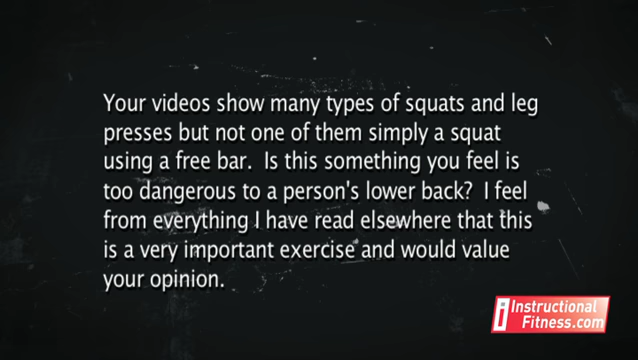 Your videos show many types of squats and leg
presses but not one of them simply a squat
using a free bar.  Is this something you feel is
too dangerous to a person's lower back?  I feel
from everything I have read elsewhere that this
is a very important exercise and would value
your opinion.
i Instructional
Fitness.com